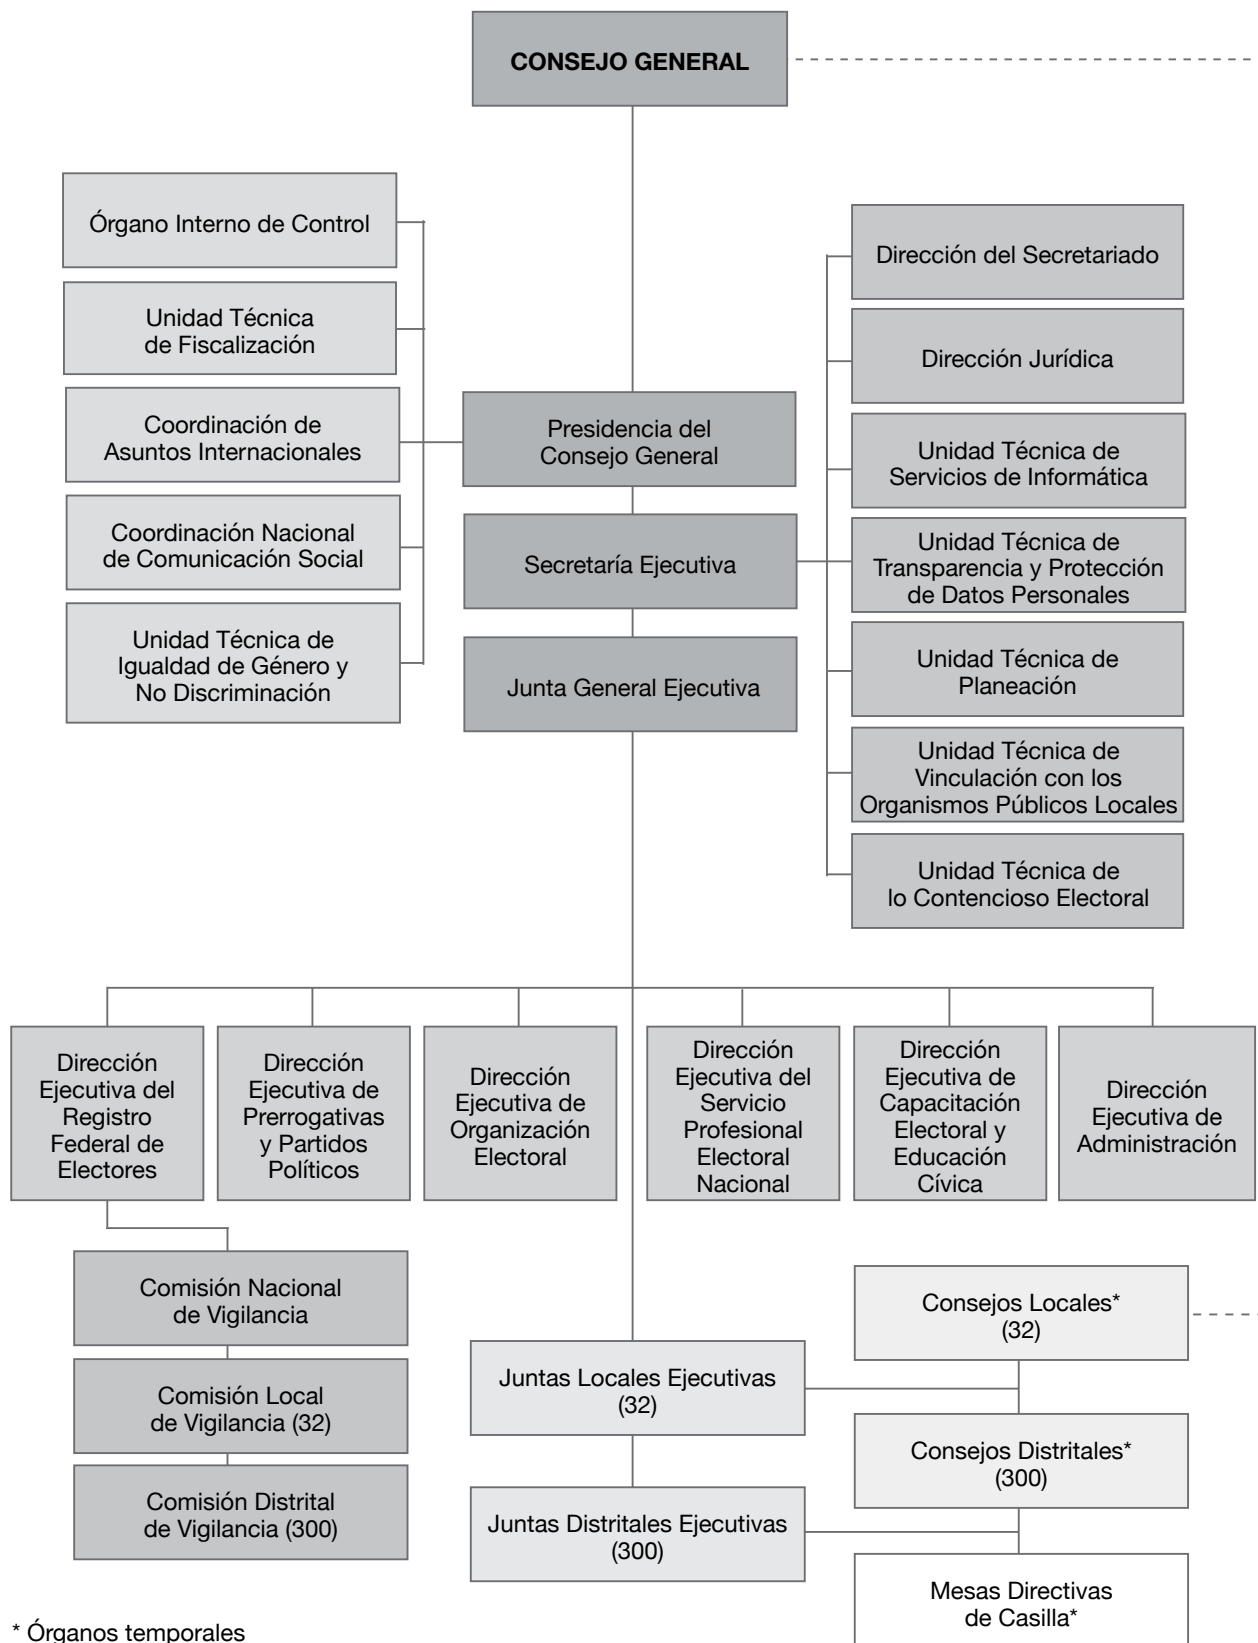 CONSEJO GENERAL
Órgano Interno de Control
Unidad Técnica
de Fiscalización
Coordinación de
Asuntos Internacionales
Coordinación Nacional
de Comunicación Social
Unidad Técnica de
Igualdad de Género y
No Discriminación
Presidencia del
Consejo General
Secretaría Ejecutiva
Junta General Ejecutiva
Dirección del Secretariado
Dirección Jurídica
Unidad Técnica de
Servicios de Informática
Unidad Técnica de
Transparencia y Protección
de Datos Personales
Unidad Técnica de
Planeación
Unidad Técnica de
Vinculación con los
Organismos Públicos Locales
Unidad Técnica de
lo Contencioso Electoral
Dirección
Ejecutiva del
Registro
Federal de
Electores
Dirección
Ejecutiva de
Prerrogativas
y Partidos
Políticos
Dirección
Ejecutiva de
Organización
Electoral
Dirección
Ejecutiva del
Servicio
Profesional
Electoral
Nacional
Dirección
Ejecutiva de
Capacitación
Electoral y
Educación
Cívica
Dirección
Ejecutiva de
Administración
Comisión Nacional
de Vigilancia
Comisión Local
de Vigilancia (32)
Comisión Distrital
de Vigilancia (300)
Juntas Locales Ejecutivas
(32)
Juntas Distritales Ejecutivas
(300)
Consejos Locales*
(32)
Consejos Distritales*
(300)
Mesas Directivas
de Casilla*
* Órganos temporales